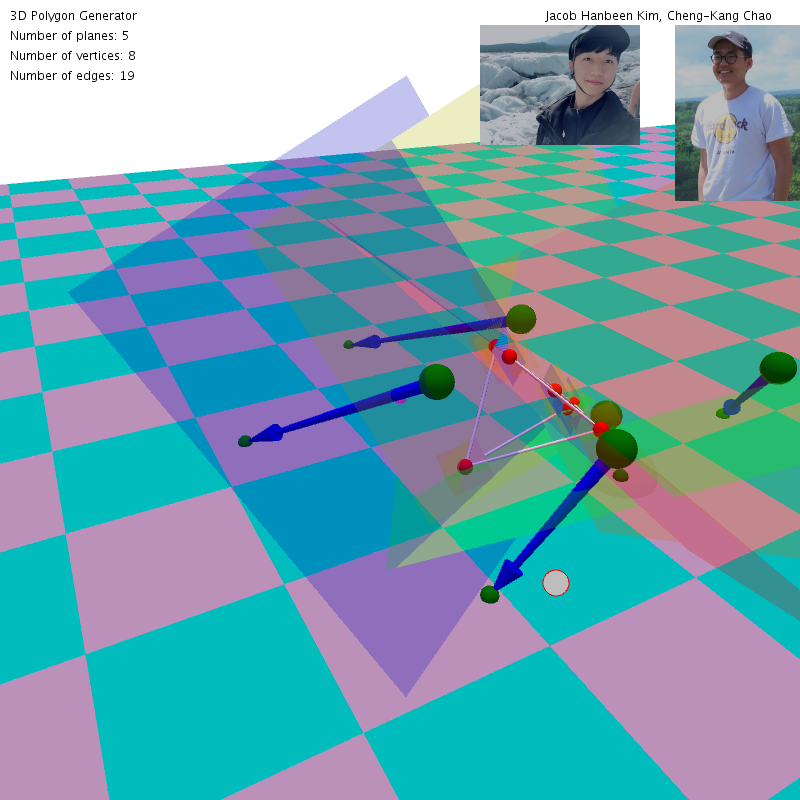 3D Polygon Generator
Jacob Hanbeen Kim, Cheng-Kang Chao
Number of planes: 5
Number of vertices: 8
Number of edges: 19